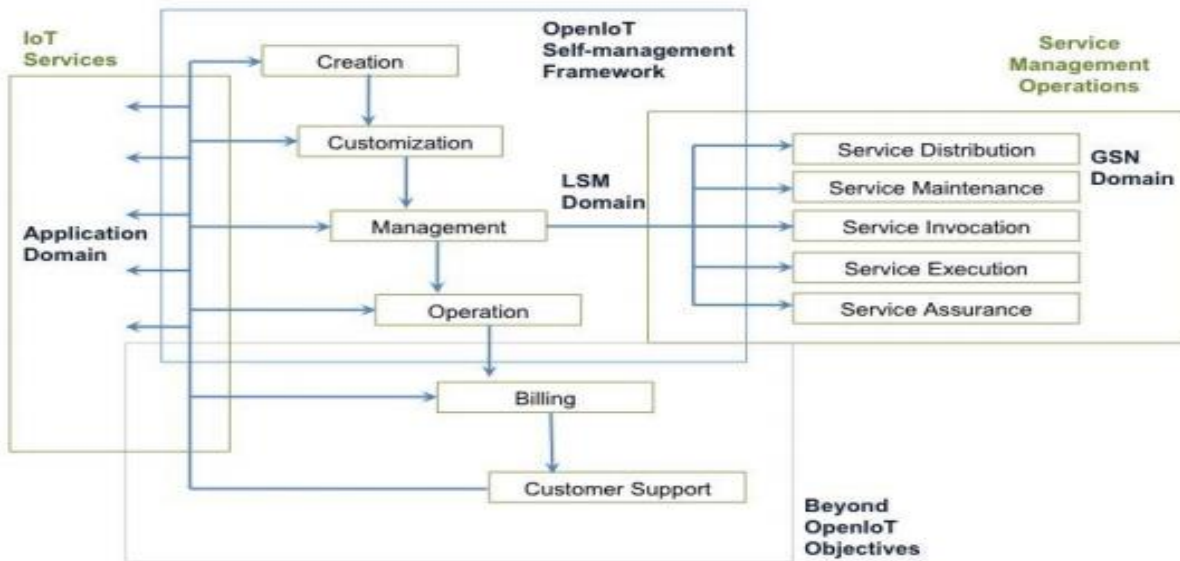 IoT
Services
OpenIoT
Self-management
Framework
Service
Management
Operations
Creation
Customization
Service Distribution
GSN
Domain
LSM
Domain
Service Maintenance
Application
Domain
Management
Service Invocation
Service Execution
Operation
Service Assurance
Billing
Customer Support
Beyond
OpenIoT
Objectives